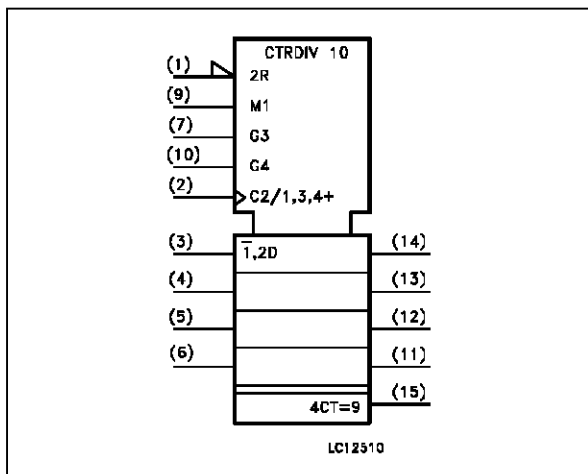 CTRDIV 10
(1) 2R
(9) M1
(7) G3
(10) G4
(2) C2/1,3,4+
(3) 1̅,2D (14)
(4) (13)
(5) (12)
(6) (11)
4CT=9 (15)
LC12510